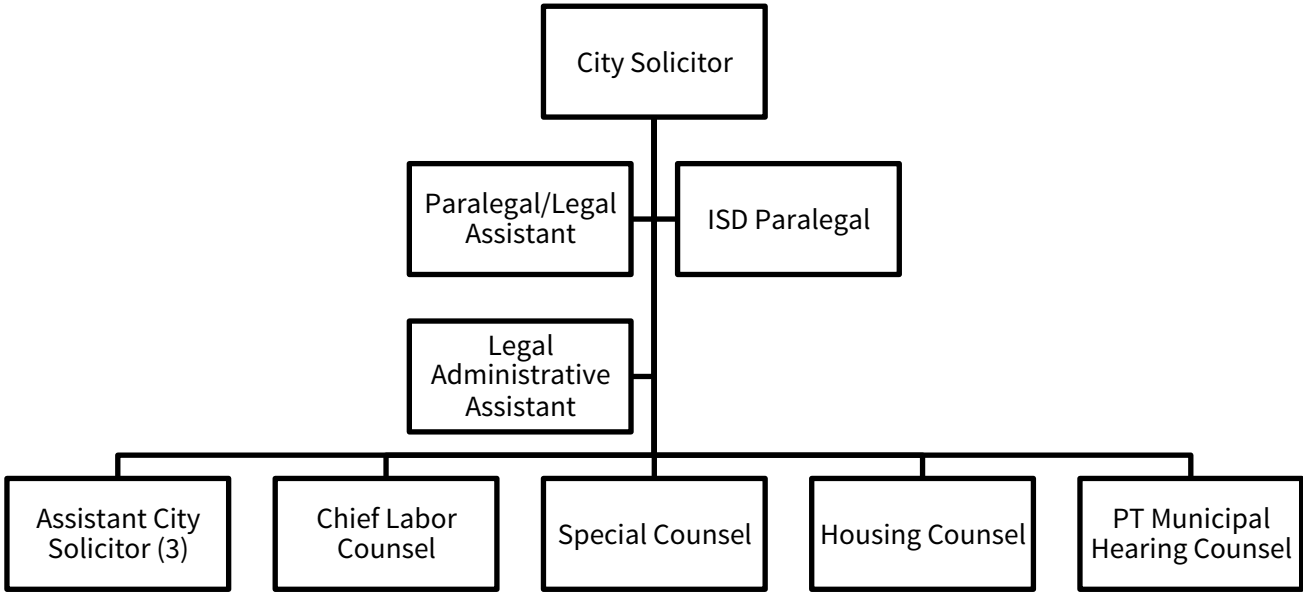 City Solicitor
Paralegal/Legal
Assistant
ISD Paralegal
Legal
Administrative
Assistant
Assistant City
Solicitor (3)
Chief Labor
Counsel
Special Counsel
Housing Counsel
PT Municipal
Hearing Counsel